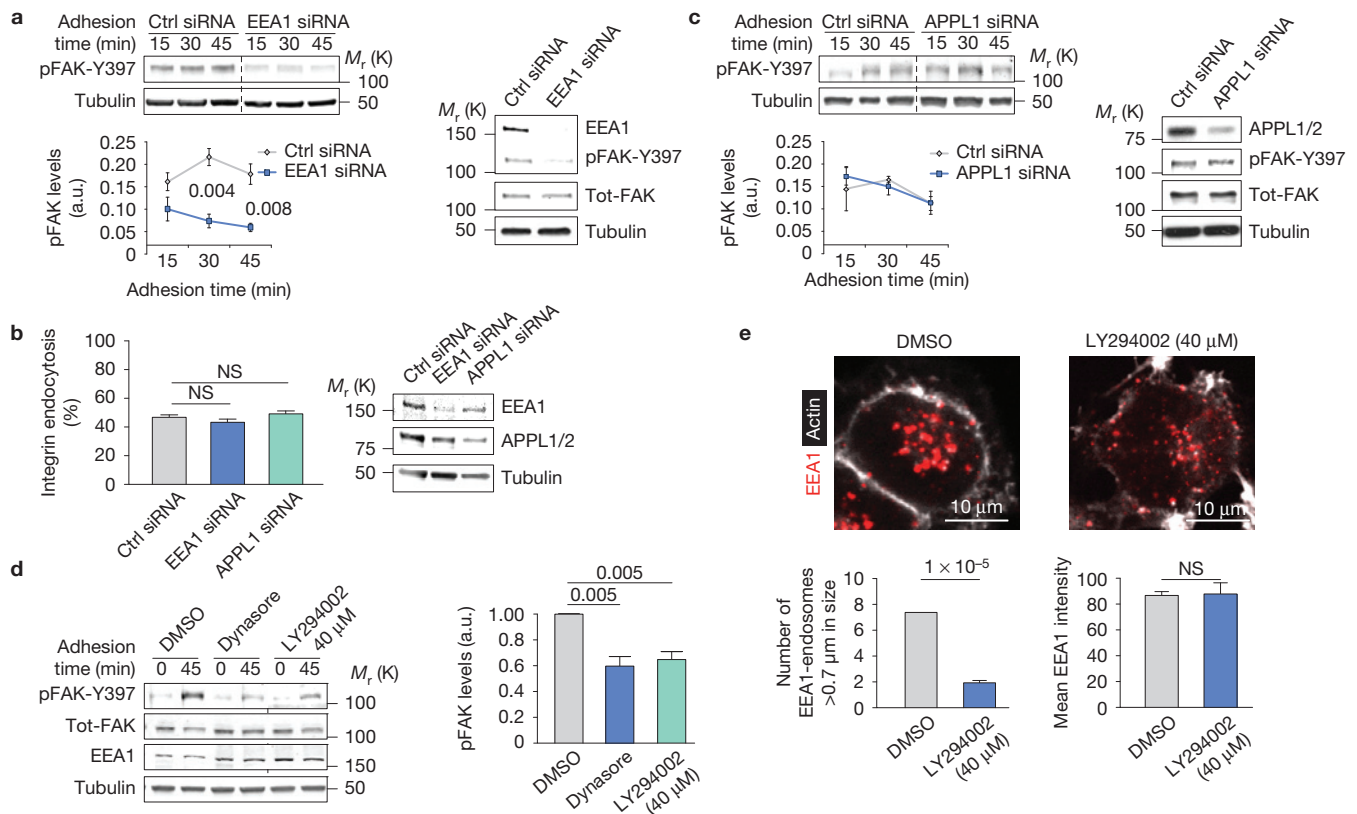 a
Adhesion Ctrl siRNA EEA1 siRNA
time (min) 15 30 45 15 30 45
Mr (K)
pFAK-Y397
100
Tubulin
50
pFAK levels
(a.u.)
0.25
0.20
0.15
0.10
0.05
0
Ctrl siRNA
EEA1 siRNA
0.004
0.008
15 30 45
Adhesion time (min)
Ctrl siRNA
EEA1 siRNA
Mr (K)
150
EEA1
pFAK-Y397
100
Tot-FAK
100
50
Tubulin
c
Adhesion Ctrl siRNA APPL1 siRNA
time (min) 15 30 45 15 30 45
Mr (K)
pFAK-Y397
100
Tubulin
50
pFAK levels
(a.u.)
0.25
0.20
0.15
0.10
0.05
0
Ctrl siRNA
APPL1 siRNA
15 30 45
Adhesion time (min)
Ctrl siRNA
APPL1 siRNA
Mr (K)
75
APPL1/2
100
pFAK-Y397
100
Tot-FAK
50
Tubulin
b
Integrin endocytosis
(%)
100
80
60
40
20
0
NS
NS
Ctrl siRNA
EEA1 siRNA
APPL1 siRNA
Ctrl siRNA
EEA1 siRNA
APPL1 siRNA
Mr (K)
150
EEA1
75
APPL1/2
50
Tubulin
d
DMSO
Dynasore
LY294002
40 μM
Adhesion
time (min) 0 45 0 45 0 45
Mr (K)
pFAK-Y397
100
Tot-FAK
100
EEA1
150
Tubulin
50
pFAK levels (a.u.)
1.00
0.8
0.6
0.4
0.2
0
0.005
0.005
DMSO
Dynasore
LY294002
(40 μM)
e
DMSO
LY294002 (40 μM)
EEA1 Actin
10 μm
10 μm
Number of
EEA1-endosomes
>0.7 μm in size
10
8
6
4
2
0
1 × 10⁻⁵
DMSO
LY294002
(40 μM)
Mean EEA1 intensity
100
80
60
40
20
0
NS
DMSO
LY294002
(40 μM)